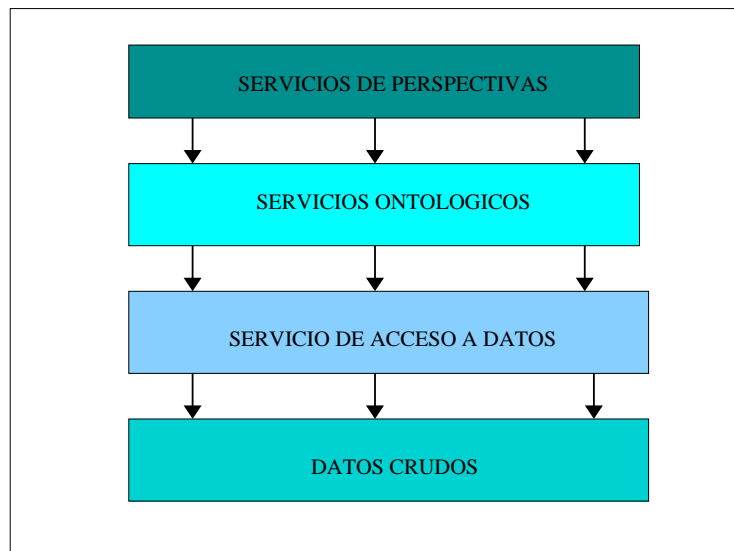 SERVICIOS DE PERSPECTIVAS
SERVICIOS ONTOLOGICOS
SERVICIO DE ACCESO A DATOS
DATOS CRUDOS